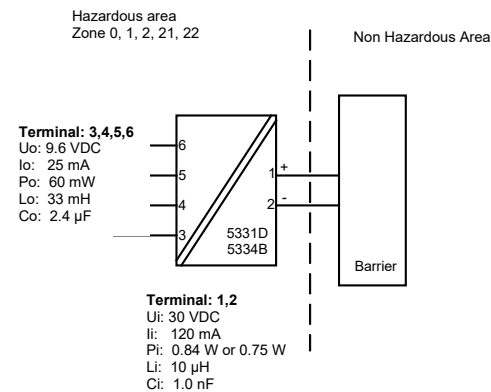 Hazardous area
Zone 0, 1, 2, 21, 22
Non Hazardous Area
Terminal: 3,4,5,6
Uo: 9.6 VDC
Io: 25 mA
Po: 60 mW
Lo: 33 mH
Co: 2.4 µF
6
5
4
3
1
+
2
-
5331D
5334B
Barrier
Terminal: 1,2
Ui: 30 VDC
Ii: 120 mA
Pi: 0.84 W or 0.75 W
Li: 10 µH
Ci: 1.0 nF